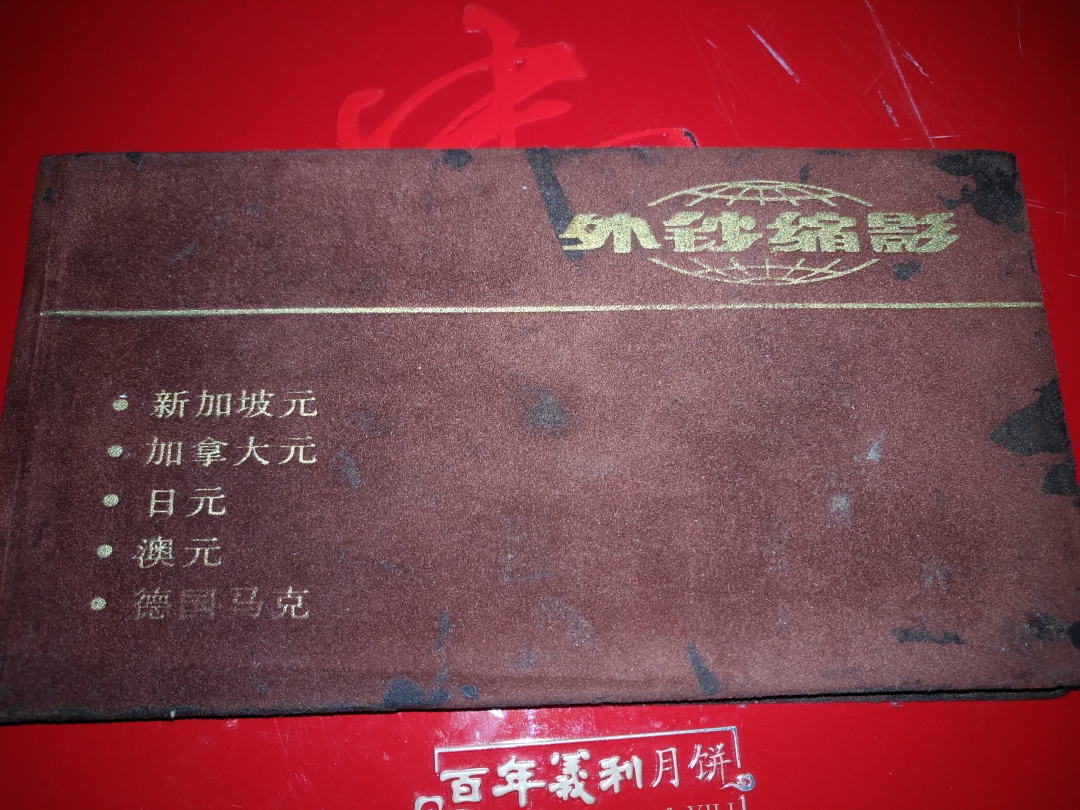 外钞缩影
• 新加坡元
• 加拿大元
• 日元
• 澳元
• 德国马克
百年義利月饼